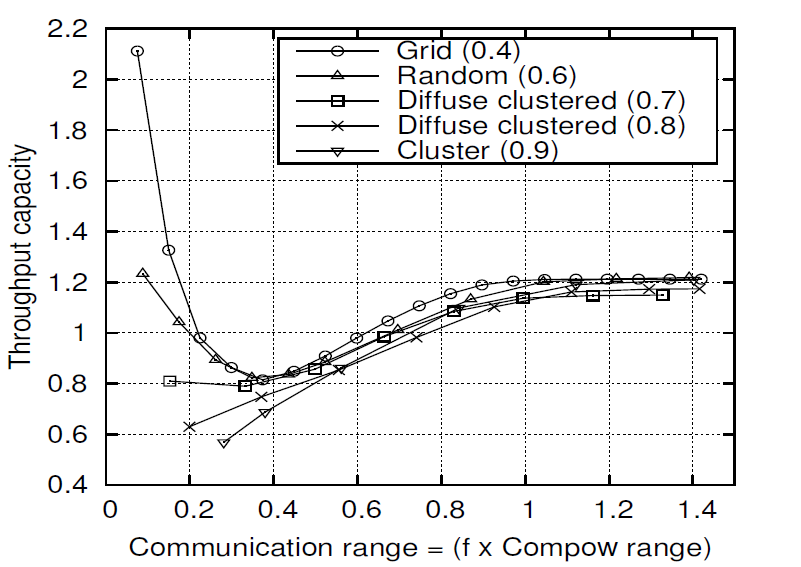 2.2
2
1.8
1.6
1.4
1.2
1
0.8
0.6
0.4
Throughput capacity
Grid (0.4)
Random (0.6)
Diffuse clustered (0.7)
Diffuse clustered (0.8)
Cluster (0.9)
0 0.2 0.4 0.6 0.8 1 1.2 1.4
Communication range = (f x Compow range)